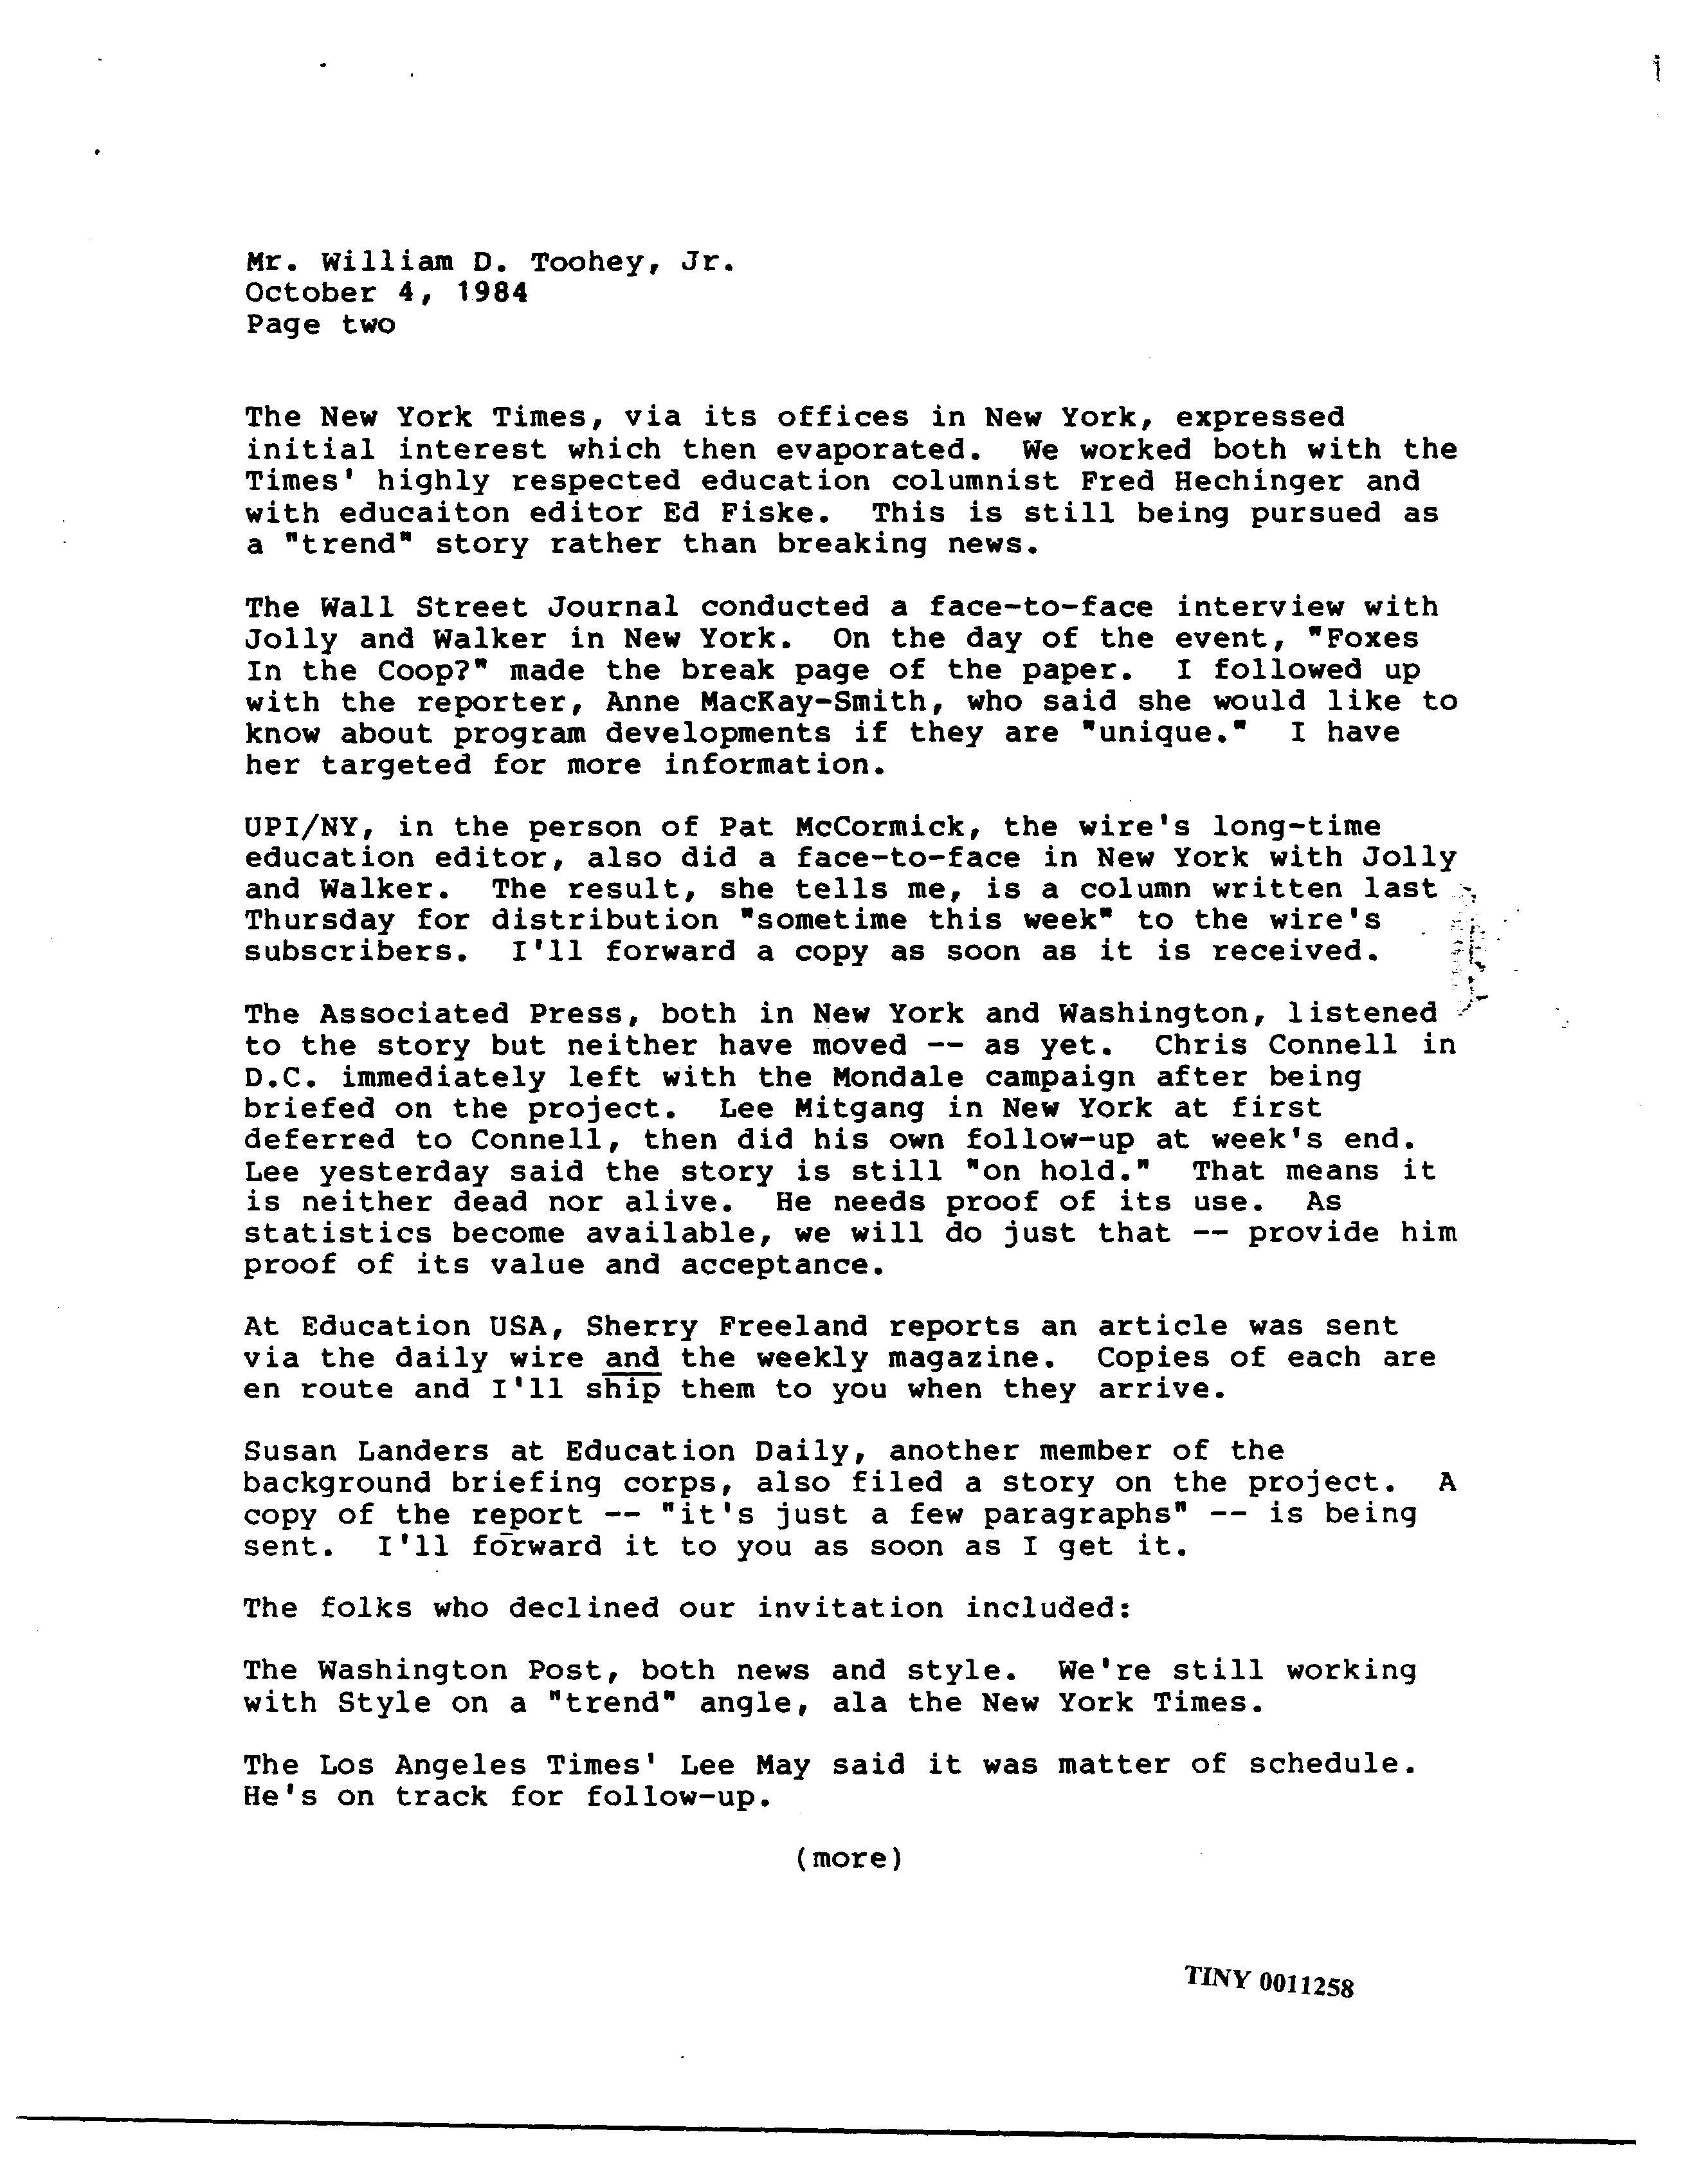 Mr. William D. Toohey, Jr.
October 4, 1984
Page two
The New York Times, via its offices in New York, expressed
initial interest which then evaporated. We worked both with the
Times' highly respected education columnist Fred Hechinger and
with educaiton editor Ed Fiske. This is still being pursued as
a "trend" story rather than breaking news.
The Wall Street Journal conducted a face-to-face interview with
Jolly and Walker in New York. On the day of the event, "Foxes
In the Coop?" made the break page of the paper. I followed up
with the reporter, Anne MacKay-Smith, who said she would like to
know about program developments if they are "unique." I have
her targeted for more information.
UPI/NY, in the person of Pat McCormick, the wire's long-time
education editor, also did a face-to-face in New York with Jolly
and Walker. The result, she tells me, is a column written last
Thursday for distribution "sometime this week" to the wire's
subscribers. I'll forward a copy as soon as it is received.
The Associated Press, both in New York and Washington, listened
to the story but neither have moved -- as yet. Chris Connell in
D.C. immediately left with the Mondale campaign after being
briefed on the project. Lee Mitgang in New York at first
deferred to Connell, then did his own follow-up at week's end.
Lee yesterday said the story is still "on hold." That means it
is neither dead nor alive. He needs proof of its use. As
statistics become available, we will do just that -- provide him
proof of its value and acceptance.
At Education USA, Sherry Freeland reports an article was sent
via the daily wire and the weekly magazine. Copies of each are
en route and I'll ship them to you when they arrive.
Susan Landers at Education Daily, another member of the
background briefing corps, also filed a story on the project. A
copy of the report -- "it's just a few paragraphs" -- is being
sent. I'll forward it to you as soon as I get it.
The folks who declined our invitation included:
The Washington Post, both news and style. We're still working
with Style on a "trend" angle, ala the New York Times.
The Los Angeles Times' Lee May said it was matter of schedule.
He's on track for follow-up.
(more)
TINY 0011258